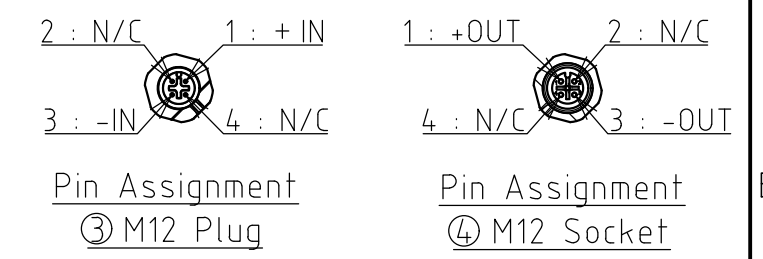 2 : N/C 1 : + IN 1 : +OUT 2 : N/C
3 : -IN 4 : N/C 4 : N/C 3 : -OUT
Pin Assignment Pin Assignment
③ M12 Plug ④ M12 Socket